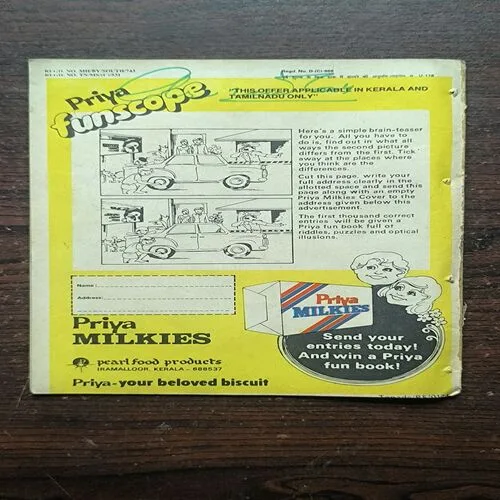 REGD. NO.
Regd. No. D-(C)-
Priya
funscope
"THIS OFFER APPLICABLE IN KERALA AND
TAMILNADU ONLY"
Here's a simple brain-teaser
for you. All you have to
do is, find out in what all
ways the second picture
differs from the first. Tick
away at the places where
you think are the
differences.
Cut this page, write your
full address clearly in the
allotted space and send this
page along with an empty
Priya Milkies Cover to the
address given below this
advertisement.
The first thousand correct
entries will be given a
Priya fun book full of
riddles, puzzles and optical
illusions.
Name:
Address:
Priya
MILKIES
Priya
MILKIES
Send your
entries today!
And win a Priya
fun book!
pearl food products
IRAMALLOOR, KERALA - 688537
Priya-your beloved biscuit